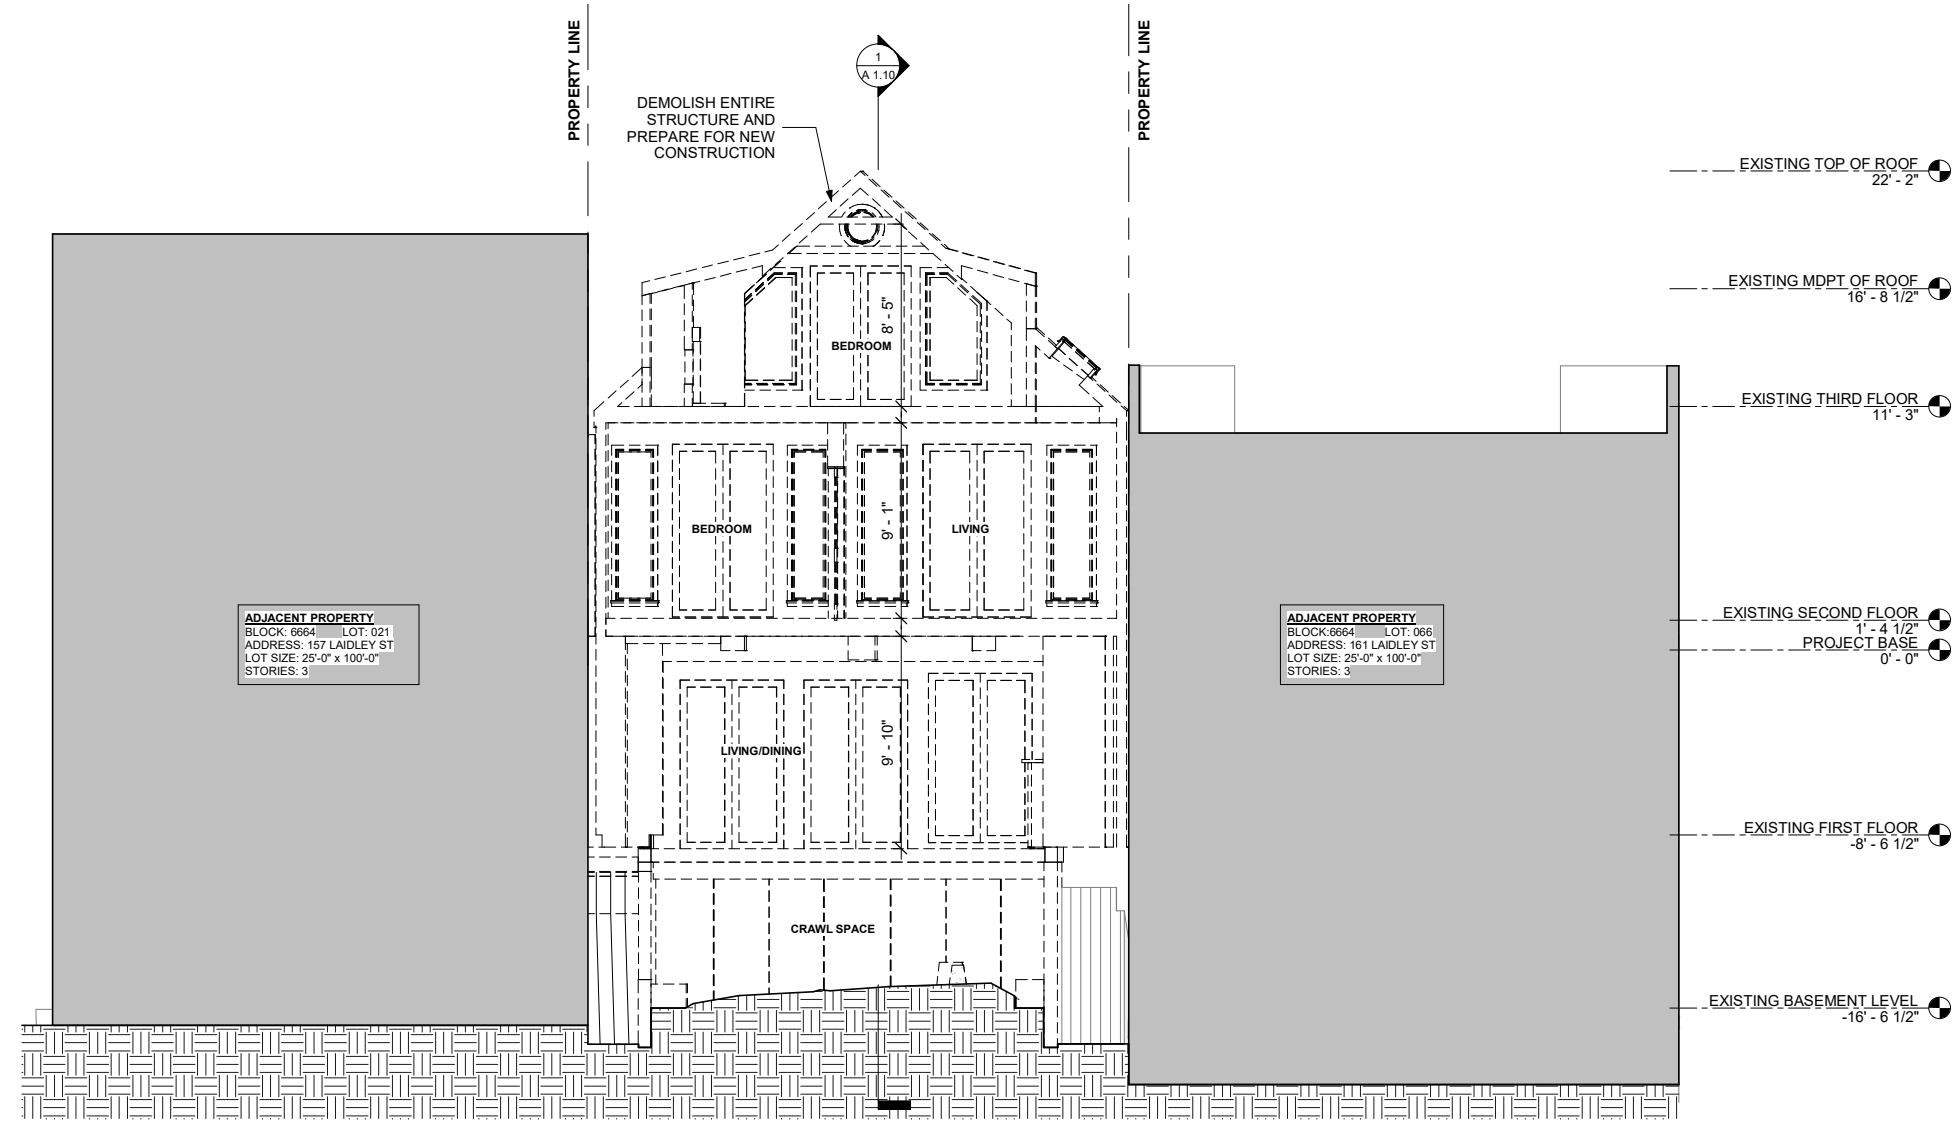 PROPERTY LINE
PROPERTY LINE
1
A 1.10
DEMOLISH ENTIRE
STRUCTURE AND
PREPARE FOR NEW
CONSTRUCTION
EXISTING TOP OF ROOF
22' - 2"
EXISTING MDPT OF ROOF
16' - 8 1/2"
8' - 5"
BEDROOM
EXISTING THIRD FLOOR
11' - 3"
BEDROOM
9' - 1"
LIVING
ADJACENT PROPERTY
BLOCK: 6664 LOT: 021
ADDRESS: 157 LAIDLEY ST
LOT SIZE: 25'-0" x 100'-0"
STORIES: 3
ADJACENT PROPERTY
BLOCK:6664 LOT: 066
ADDRESS: 161 LAIDLEY ST
LOT SIZE: 25'-0" x 100'-0"
STORIES: 3
EXISTING SECOND FLOOR
1' - 4 1/2"
PROJECT BASE
0' - 0"
LIVING/DINING
9' - 10"
EXISTING FIRST FLOOR
-8' - 6 1/2"
CRAWL SPACE
EXISTING BASEMENT LEVEL
-16' - 6 1/2"